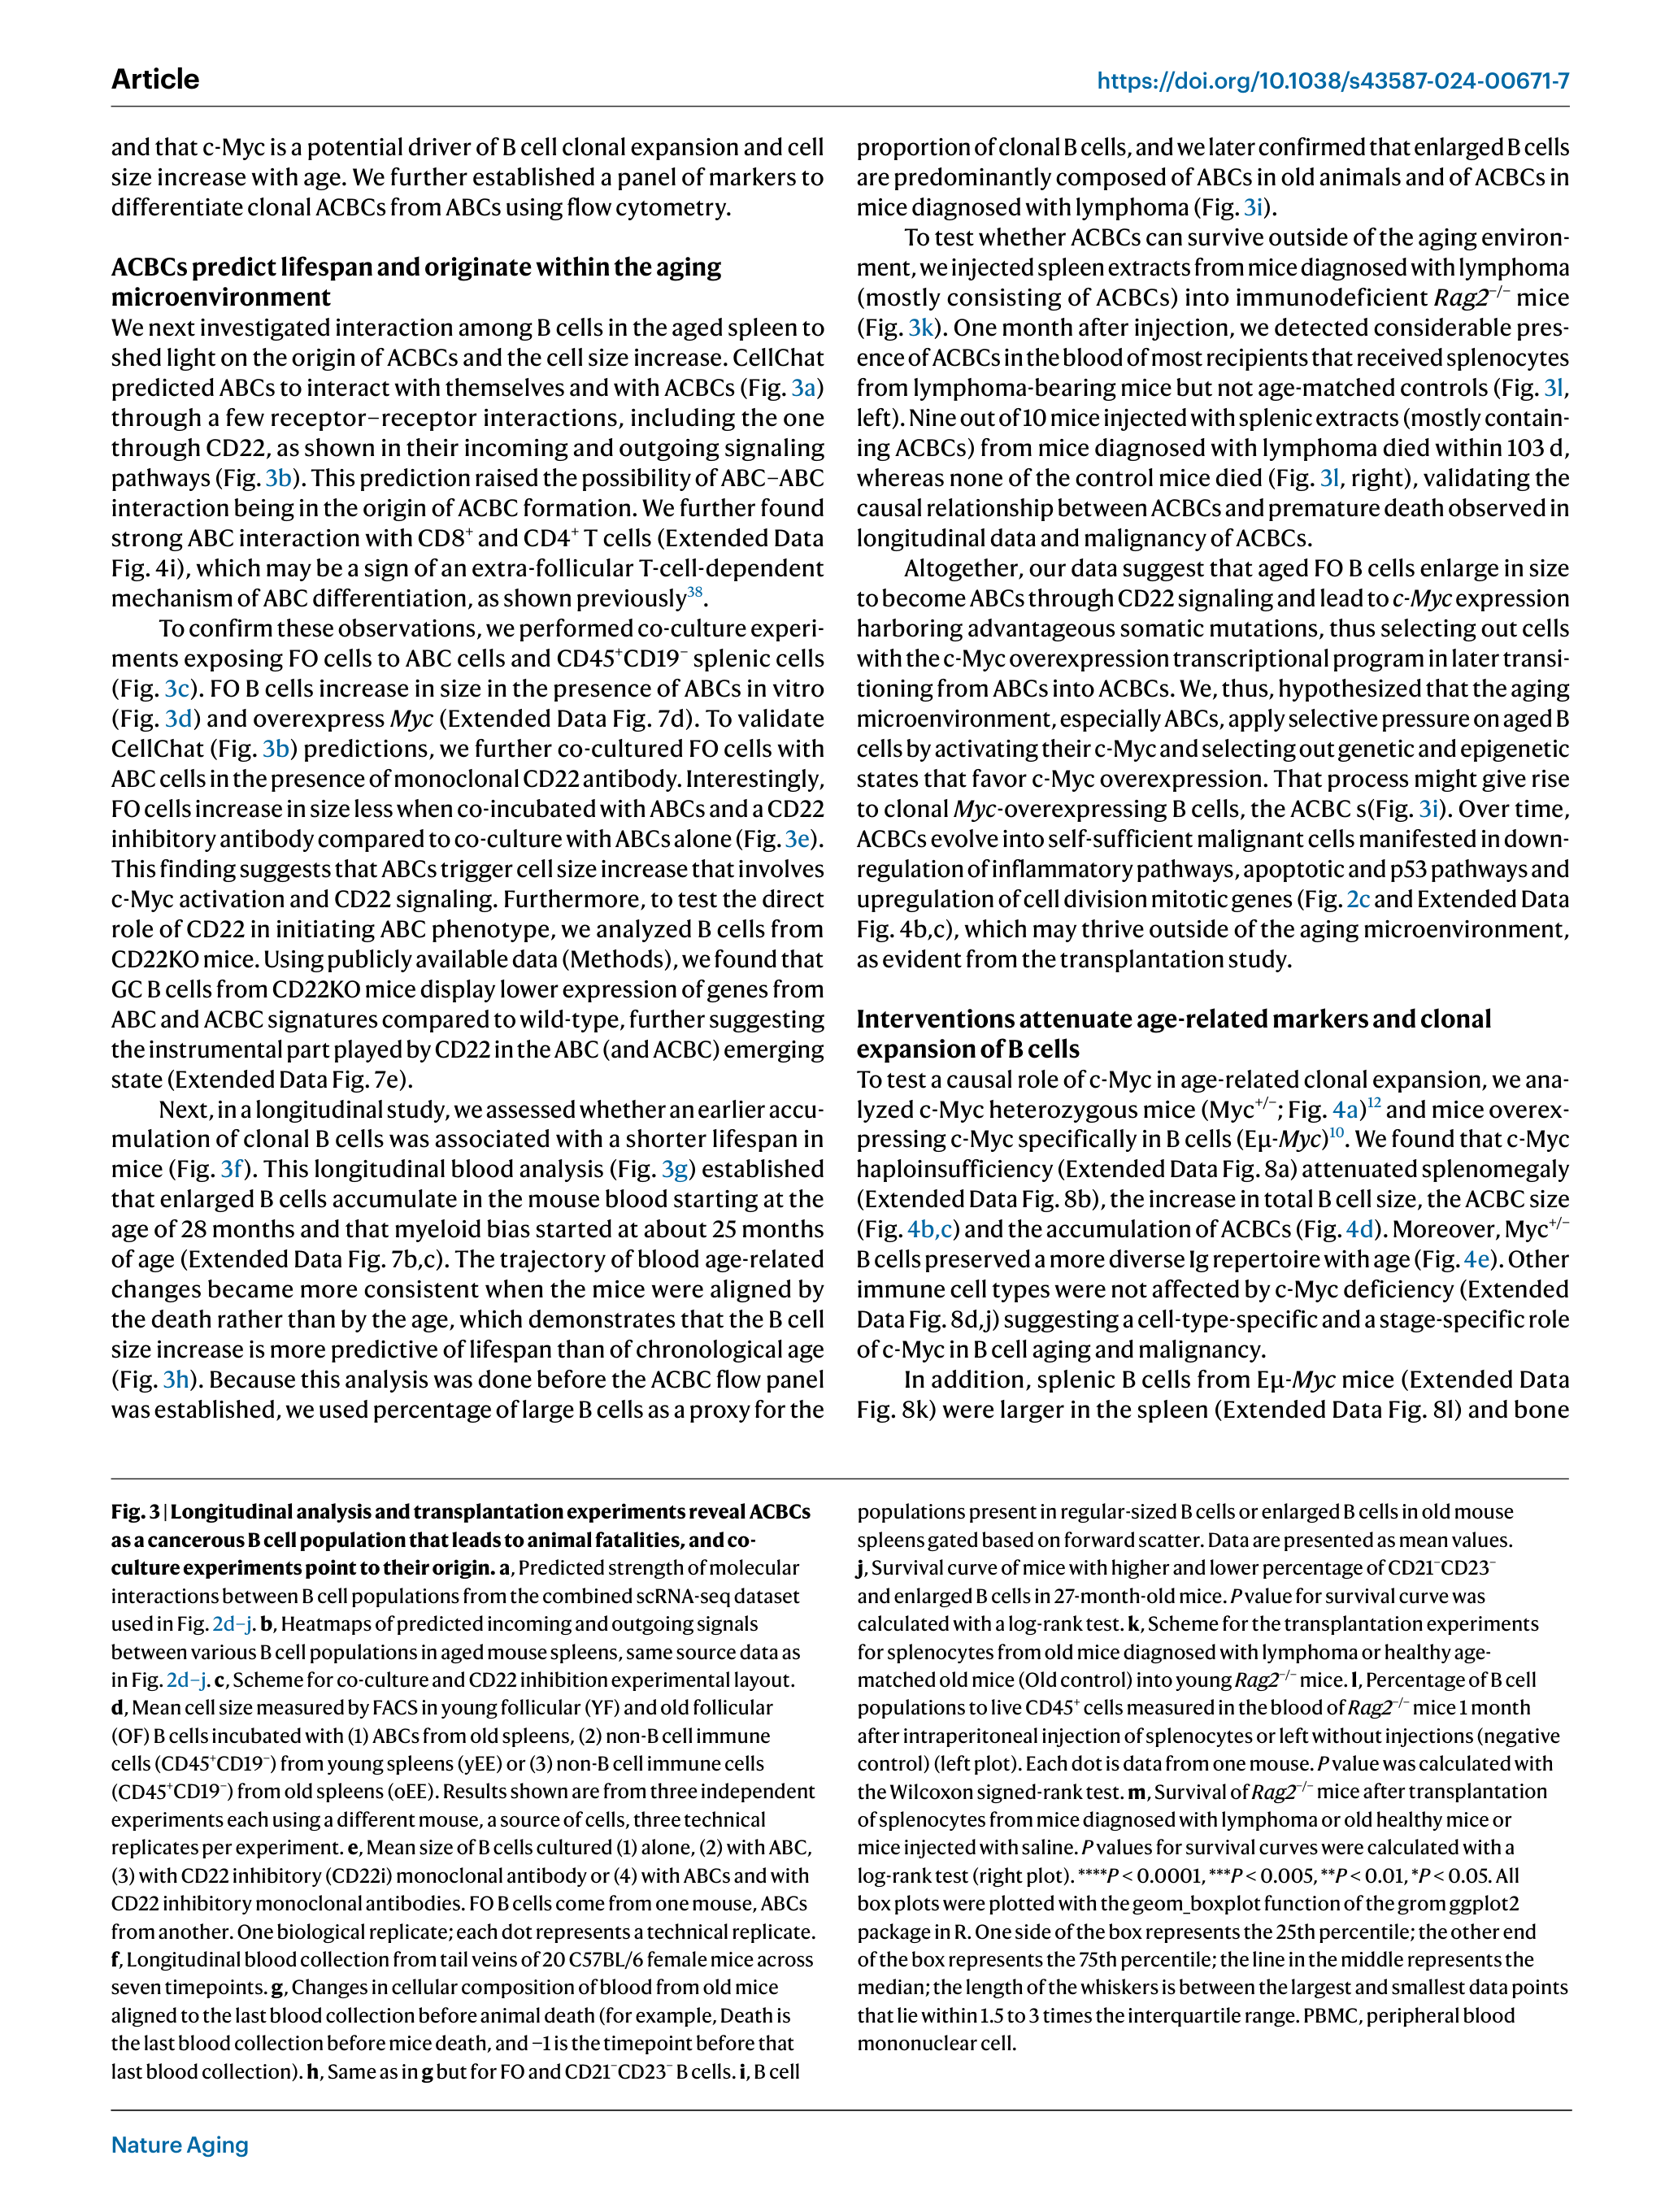 Article
https://doi.org/10.1038/s43587-024-00671-7
and that c-Myc is a potential driver of B cell clonal expansion and cell
size increase with age. We further established a panel of markers to
differentiate clonal ACBCs from ABCs using flow cytometry.
ACBCs predict lifespan and originate within the aging
microenvironment
We next investigated interaction among B cells in the aged spleen to
shed light on the origin of ACBCs and the cell size increase. CellChat
predicted ABCs to interact with themselves and with ACBCs (Fig. 3a)
through a few receptor–receptor interactions, including the one
through CD22, as shown in their incoming and outgoing signaling
pathways (Fig. 3b). This prediction raised the possibility of ABC–ABC
interaction being in the origin of ACBC formation. We further found
strong ABC interaction with CD8⁺ and CD4⁺ T cells (Extended Data
Fig. 4i), which may be a sign of an extra-follicular T-cell-dependent
mechanism of ABC differentiation, as shown previously³⁸.
To confirm these observations, we performed co-culture experi-
ments exposing FO cells to ABC cells and CD45⁺CD19⁻ splenic cells
(Fig. 3c). FO B cells increase in size in the presence of ABCs in vitro
(Fig. 3d) and overexpress Myc (Extended Data Fig. 7d). To validate
CellChat (Fig. 3b) predictions, we further co-cultured FO cells with
ABC cells in the presence of monoclonal CD22 antibody. Interestingly,
FO cells increase in size less when co-incubated with ABCs and a CD22
inhibitory antibody compared to co-culture with ABCs alone (Fig. 3e).
This finding suggests that ABCs trigger cell size increase that involves
c-Myc activation and CD22 signaling. Furthermore, to test the direct
role of CD22 in initiating ABC phenotype, we analyzed B cells from
CD22KO mice. Using publicly available data (Methods), we found that
GC B cells from CD22KO mice display lower expression of genes from
ABC and ACBC signatures compared to wild-type, further suggesting
the instrumental part played by CD22 in the ABC (and ACBC) emerging
state (Extended Data Fig. 7e).
Next, in a longitudinal study, we assessed whether an earlier accu-
mulation of clonal B cells was associated with a shorter lifespan in
mice (Fig. 3f). This longitudinal blood analysis (Fig. 3g) established
that enlarged B cells accumulate in the mouse blood starting at the
age of 28 months and that myeloid bias started at about 25 months
of age (Extended Data Fig. 7b,c). The trajectory of blood age-related
changes became more consistent when the mice were aligned by
the death rather than by the age, which demonstrates that the B cell
size increase is more predictive of lifespan than of chronological age
(Fig. 3h). Because this analysis was done before the ACBC flow panel
was established, we used percentage of large B cells as a proxy for the
proportion of clonal B cells, and we later confirmed that enlarged B cells
are predominantly composed of ABCs in old animals and of ACBCs in
mice diagnosed with lymphoma (Fig. 3i).
To test whether ACBCs can survive outside of the aging environ-
ment, we injected spleen extracts from mice diagnosed with lymphoma
(mostly consisting of ACBCs) into immunodeficient Rag2⁻/⁻ mice
(Fig. 3k). One month after injection, we detected considerable pres-
ence of ACBCs in the blood of most recipients that received splenocytes
from lymphoma-bearing mice but not age-matched controls (Fig. 3l,
left). Nine out of 10 mice injected with splenic extracts (mostly contain-
ing ACBCs) from mice diagnosed with lymphoma died within 103 d,
whereas none of the control mice died (Fig. 3l, right), validating the
causal relationship between ACBCs and premature death observed in
longitudinal data and malignancy of ACBCs.
Altogether, our data suggest that aged FO B cells enlarge in size
to become ABCs through CD22 signaling and lead to c-Myc expression
harboring advantageous somatic mutations, thus selecting out cells
with the c-Myc overexpression transcriptional program in later transi-
tioning from ABCs into ACBCs. We, thus, hypothesized that the aging
microenvironment, especially ABCs, apply selective pressure on aged B
cells by activating their c-Myc and selecting out genetic and epigenetic
states that favor c-Myc overexpression. That process might give rise
to clonal Myc-overexpressing B cells, the ACBC s(Fig. 3i). Over time,
ACBCs evolve into self-sufficient malignant cells manifested in down-
regulation of inflammatory pathways, apoptotic and p53 pathways and
upregulation of cell division mitotic genes (Fig. 2c and Extended Data
Fig. 4b,c), which may thrive outside of the aging microenvironment,
as evident from the transplantation study.
Interventions attenuate age-related markers and clonal
expansion of B cells
To test a causal role of c-Myc in age-related clonal expansion, we ana-
lyzed c-Myc heterozygous mice (Myc⁺/⁻; Fig. 4a)¹² and mice overex-
pressing c-Myc specifically in B cells (Eμ-Myc)¹⁰. We found that c-Myc
haploinsufficiency (Extended Data Fig. 8a) attenuated splenomegaly
(Extended Data Fig. 8b), the increase in total B cell size, the ACBC size
(Fig. 4b,c) and the accumulation of ACBCs (Fig. 4d). Moreover, Myc⁺/⁻
B cells preserved a more diverse Ig repertoire with age (Fig. 4e). Other
immune cell types were not affected by c-Myc deficiency (Extended
Data Fig. 8d,j) suggesting a cell-type-specific and a stage-specific role
of c-Myc in B cell aging and malignancy.
In addition, splenic B cells from Eμ-Myc mice (Extended Data
Fig. 8k) were larger in the spleen (Extended Data Fig. 8l) and bone
Fig. 3 | Longitudinal analysis and transplantation experiments reveal ACBCs
as a cancerous B cell population that leads to animal fatalities, and co-
culture experiments point to their origin. a, Predicted strength of molecular
interactions between B cell populations from the combined scRNA-seq dataset
used in Fig. 2d–j. b, Heatmaps of predicted incoming and outgoing signals
between various B cell populations in aged mouse spleens, same source data as
in Fig. 2d–j. c, Scheme for co-culture and CD22 inhibition experimental layout.
d, Mean cell size measured by FACS in young follicular (YF) and old follicular
(OF) B cells incubated with (1) ABCs from old spleens, (2) non-B cell immune
cells (CD45⁺CD19⁻) from young spleens (yEE) or (3) non-B cell immune cells
(CD45⁺CD19⁻) from old spleens (oEE). Results shown are from three independent
experiments each using a different mouse, a source of cells, three technical
replicates per experiment. e, Mean size of B cells cultured (1) alone, (2) with ABC,
(3) with CD22 inhibitory (CD22i) monoclonal antibody or (4) with ABCs and with
CD22 inhibitory monoclonal antibodies. FO B cells come from one mouse, ABCs
from another. One biological replicate; each dot represents a technical replicate.
f, Longitudinal blood collection from tail veins of 20 C57BL/6 female mice across
seven timepoints. g, Changes in cellular composition of blood from old mice
aligned to the last blood collection before animal death (for example, Death is
the last blood collection before mice death, and −1 is the timepoint before that
last blood collection). h, Same as in g but for FO and CD21⁻CD23⁻ B cells. i, B cell
populations present in regular-sized B cells or enlarged B cells in old mouse
spleens gated based on forward scatter. Data are presented as mean values.
j, Survival curve of mice with higher and lower percentage of CD21⁻CD23⁻
and enlarged B cells in 27-month-old mice. P value for survival curve was
calculated with a log-rank test. k, Scheme for the transplantation experiments
for splenocytes from old mice diagnosed with lymphoma or healthy age-
matched old mice (Old control) into young Rag2⁻/⁻ mice. l, Percentage of B cell
populations to live CD45⁺ cells measured in the blood of Rag2⁻/⁻ mice 1 month
after intraperitoneal injection of splenocytes or left without injections (negative
control) (left plot). Each dot is data from one mouse. P value was calculated with
the Wilcoxon signed-rank test. m, Survival of Rag2⁻/⁻ mice after transplantation
of splenocytes from mice diagnosed with lymphoma or old healthy mice or
mice injected with saline. P values for survival curves were calculated with a
log-rank test (right plot). ****P < 0.0001, ***P < 0.005, **P < 0.01, *P < 0.05. All
box plots were plotted with the geom_boxplot function of the grom ggplot2
package in R. One side of the box represents the 25th percentile; the other end
of the box represents the 75th percentile; the line in the middle represents the
median; the length of the whiskers is between the largest and smallest data points
that lie within 1.5 to 3 times the interquartile range. PBMC, peripheral blood
mononuclear cell.
Nature Aging